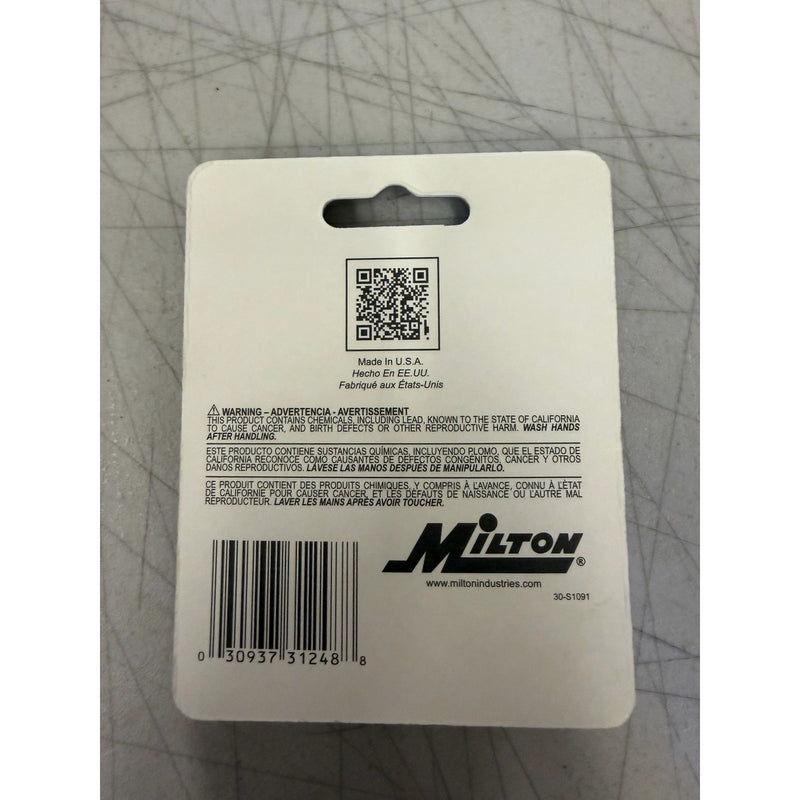 Made In U.S.A.
Hecho En EE.UU.
Fabriqué aux États-Unis
⚠ WARNING – ADVERTENCIA - AVERTISSEMENT
THIS PRODUCT CONTAINS CHEMICALS, INCLUDING LEAD, KNOWN TO THE STATE OF CALIFORNIA
TO CAUSE CANCER, AND BIRTH DEFECTS OR OTHER REPRODUCTIVE HARM. WASH HANDS
AFTER HANDLING.
ESTE PRODUCTO CONTIENE SUSTANCIAS QUÍMICAS, INCLUYENDO PLOMO, QUE EL ESTADO DE
CALIFORNIA RECONOCE COMO CAUSANTES DE DEFECTOS CONGENITOS, CANCER Y OTROS
DAÑOS REPRODUCTIVOS. LÁVESE LAS MANOS DESPUÉS DE MANIPULARLO.
CE PRODUIT CONTIENT DES PRODUITS CHIMIQUES, Y COMPRIS À L'AVANCE, CONNU À L'ÉTAT
DE CALIFORNIE POUR CAUSER CANCER, ET LES DÉFAUTS DE NAISSANCE OU L'AUTRE MAL
REPRODUCTEUR. LAVER LES MAINS APRÈS AVOIR TOUCHER.
MILTON®
www.miltonindustries.com
30-S1091
0 30937 31248 8